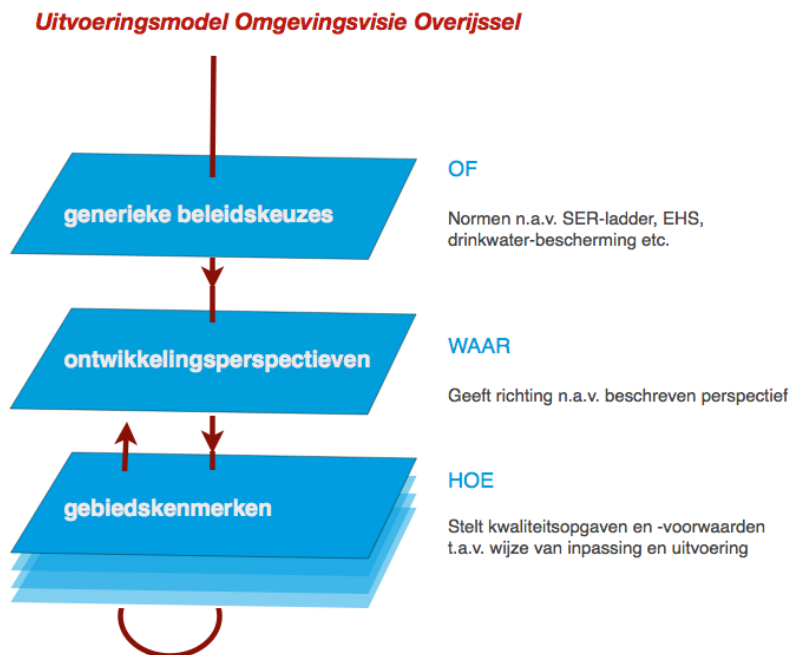 Uitvoeringsmodel Omgevingsvisie Overijssel
generieke beleidskeuzes
OF
Normen n.a.v. SER-ladder, EHS,
drinkwater-bescherming etc.
ontwikkelingsperspectieven
WAAR
Geeft richting n.a.v. beschreven perspectief
gebiedskenmerken
HOE
Stelt kwaliteitsopgaven en -voorwaarden
t.a.v. wijze van inpassing en uitvoering